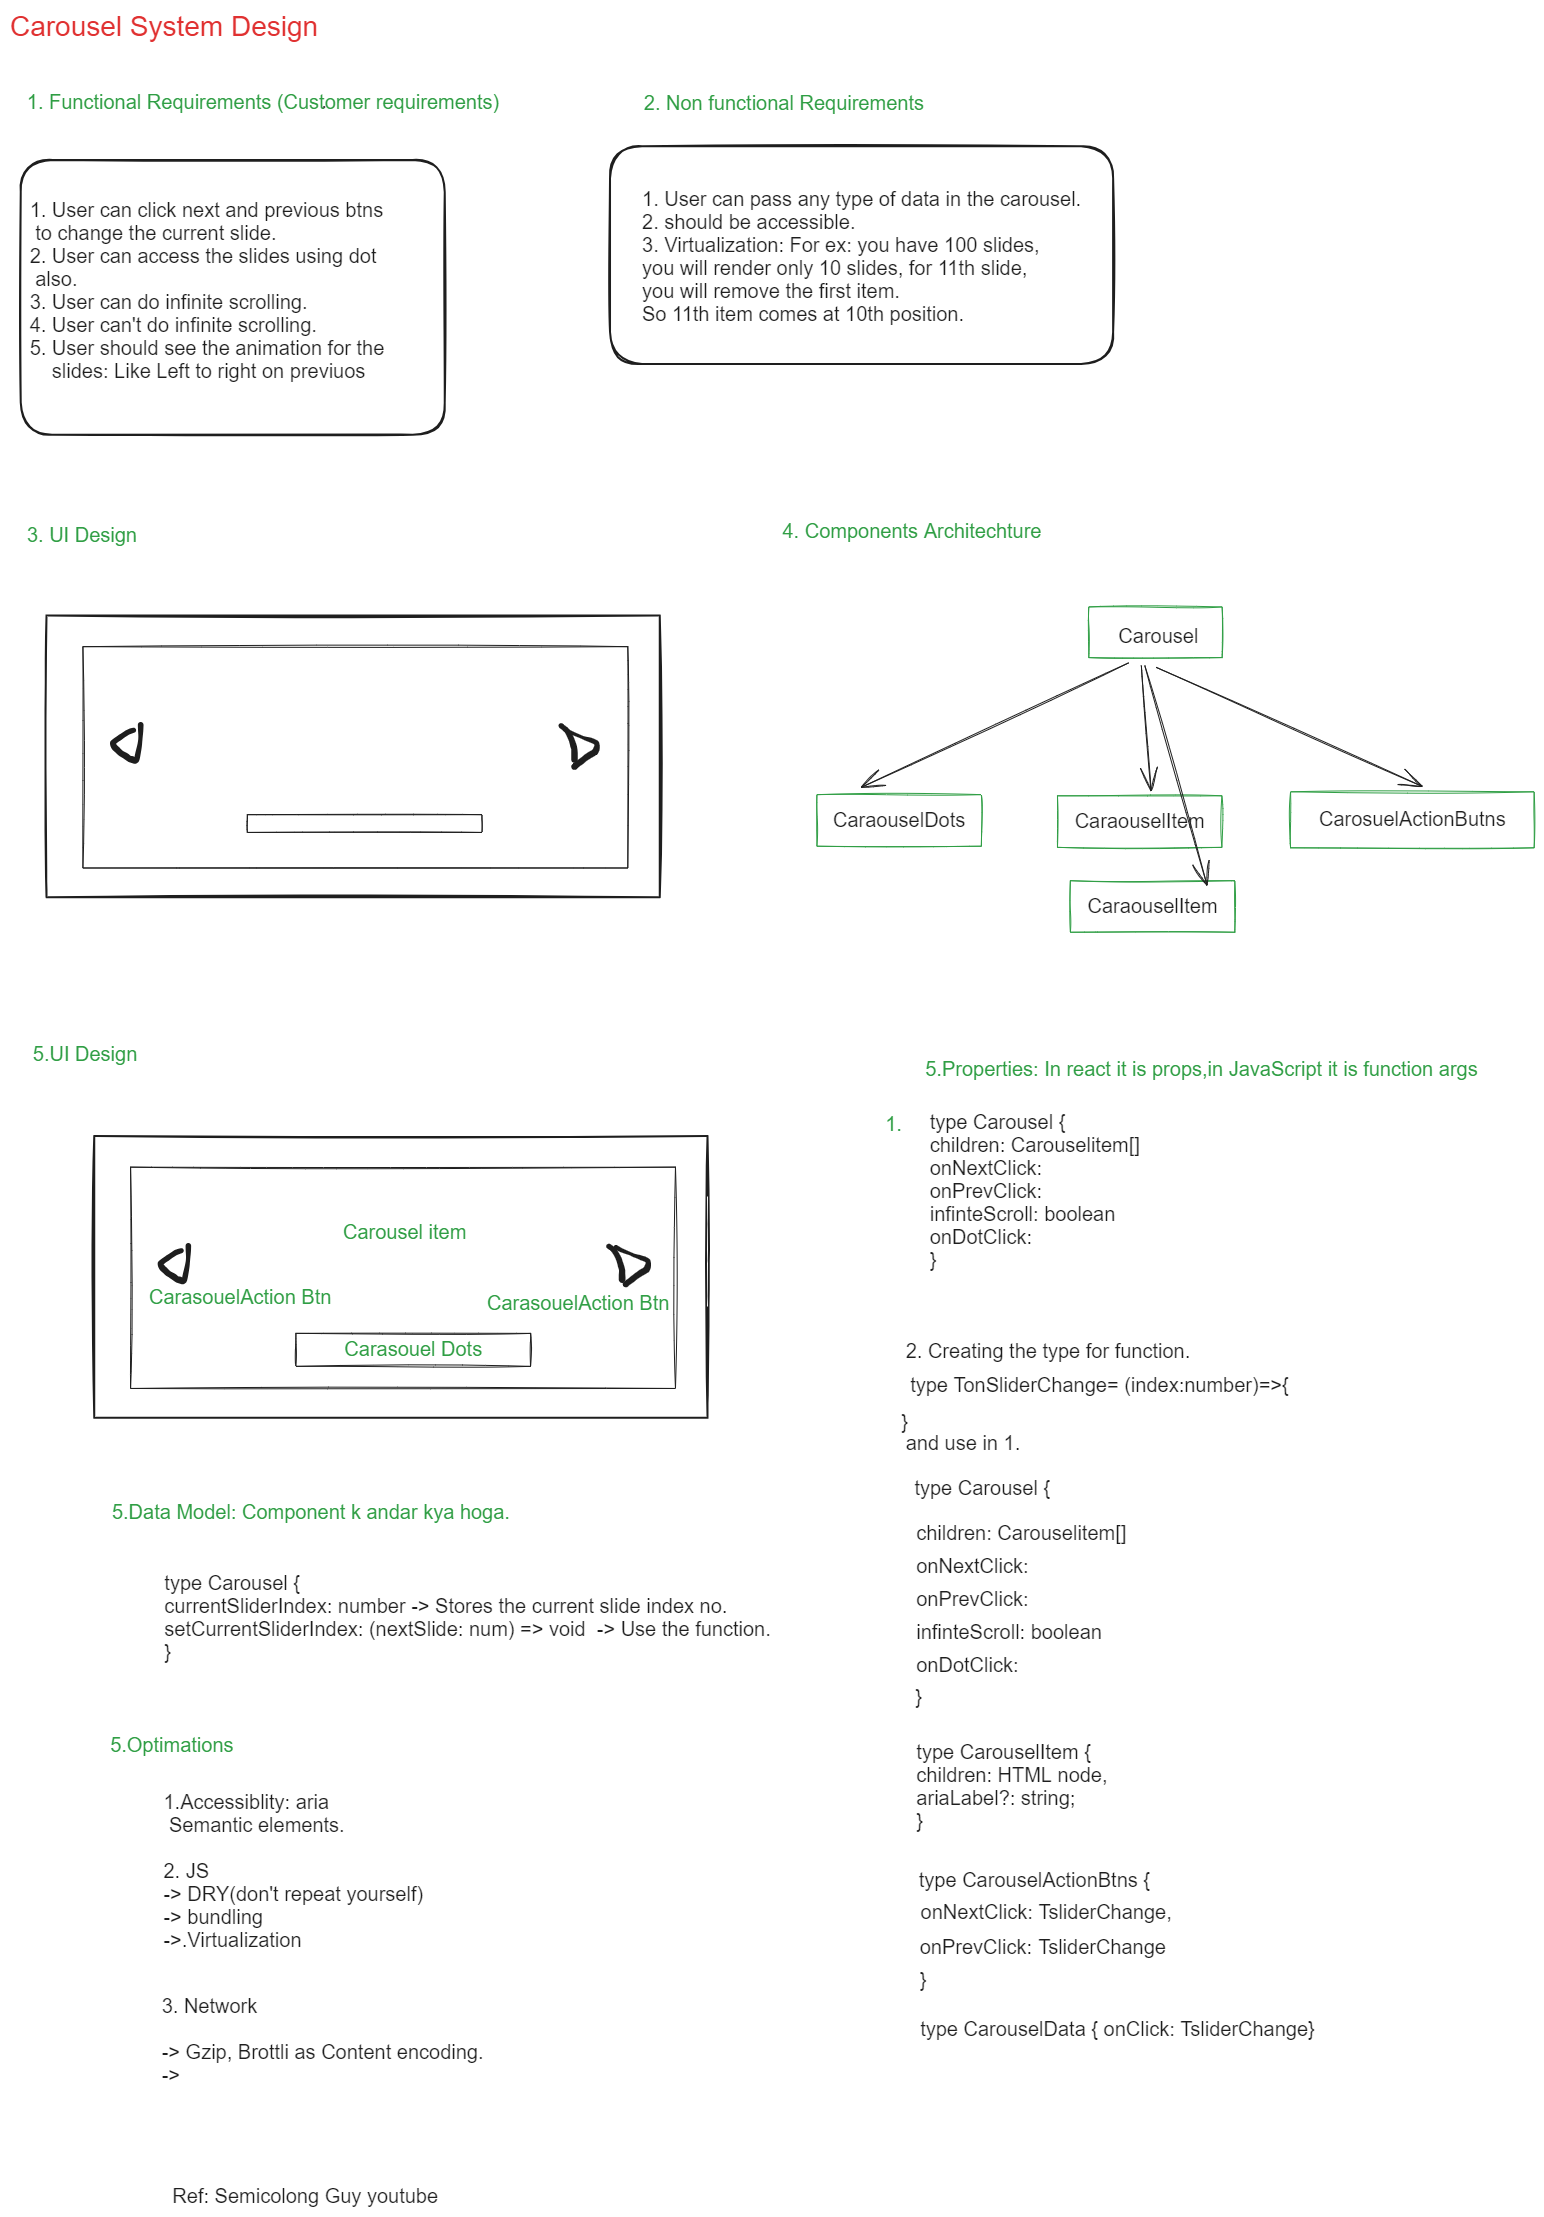 Carousel System Design
1. Functional Requirements (Customer requirements)
1. User can click next and previous btns
to change the current slide.
2. User can access the slides using dot
also.
3. User can do infinite scrolling.
4. User can't do infinite scrolling.
5. User should see the animation for the
slides: Like Left to right on previuos
2. Non functional Requirements
1. User can pass any type of data in the carousel.
2. should be accessible.
3. Virtualization: For ex: you have 100 slides,
you will render only 10 slides, for 11th slide,
you will remove the first item.
So 11th item comes at 10th position.
3. UI Design
4. Components Architechture
Carousel
CaraouselDots
CaraouselItem
CarosuelActionButns
CaraouselItem
5.UI Design
Carousel item
CarasouelAction Btn
CarasouelAction Btn
Carasouel Dots
5.Data Model: Component k andar kya hoga.
type Carousel {
currentSliderIndex: number -> Stores the current slide index no.
setCurrentSliderIndex: (nextSlide: num) => void -> Use the function.
}
5.Optimations
1.Accessiblity: aria
Semantic elements.
2. JS
-> DRY(don't repeat yourself)
-> bundling
->.Virtualization
3. Network
-> Gzip, Brottli as Content encoding.
->
Ref: Semicolong Guy youtube
5.Properties: In react it is props,in JavaScript it is function args
1.
type Carousel {
children: Carouselitem[]
onNextClick:
onPrevClick:
infinteScroll: boolean
onDotClick:
}
2. Creating the type for function.
type TonSliderChange= (index:number)=>{
}
and use in 1.
type Carousel {
children: Carouselitem[]
onNextClick:
onPrevClick:
infinteScroll: boolean
onDotClick:
}
type CarouselItem {
children: HTML node,
ariaLabel?: string;
}
type CarouselActionBtns {
onNextClick: TsliderChange,
onPrevClick: TsliderChange
}
type CarouselData { onClick: TsliderChange}